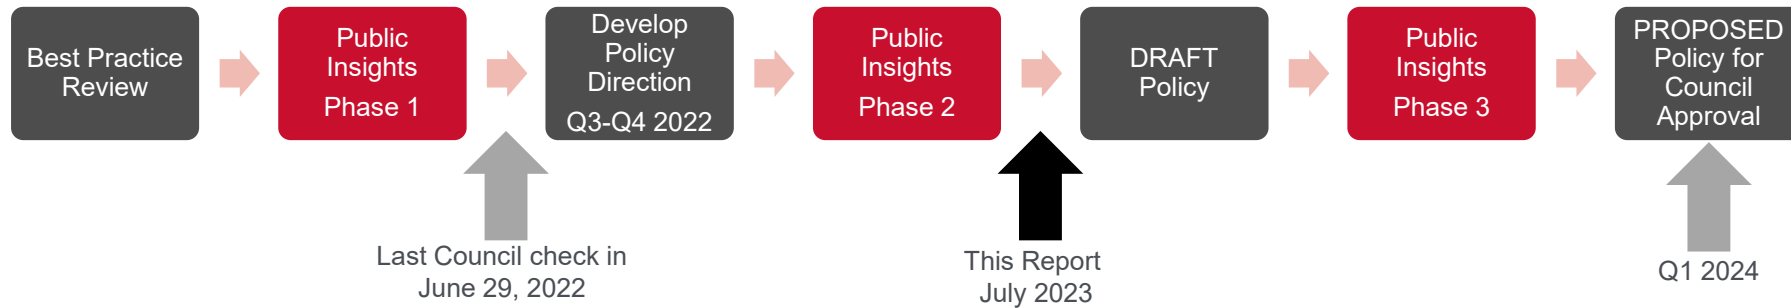 Best Practice
Review
Public
Insights
Phase 1
Develop
Policy
Direction
Q3-Q4 2022
Public
Insights
Phase 2
DRAFT
Policy
Public
Insights
Phase 3
PROPOSED
Policy for
Council
Approval
Last Council check in
June 29, 2022
This Report
July 2023
Q1 2024